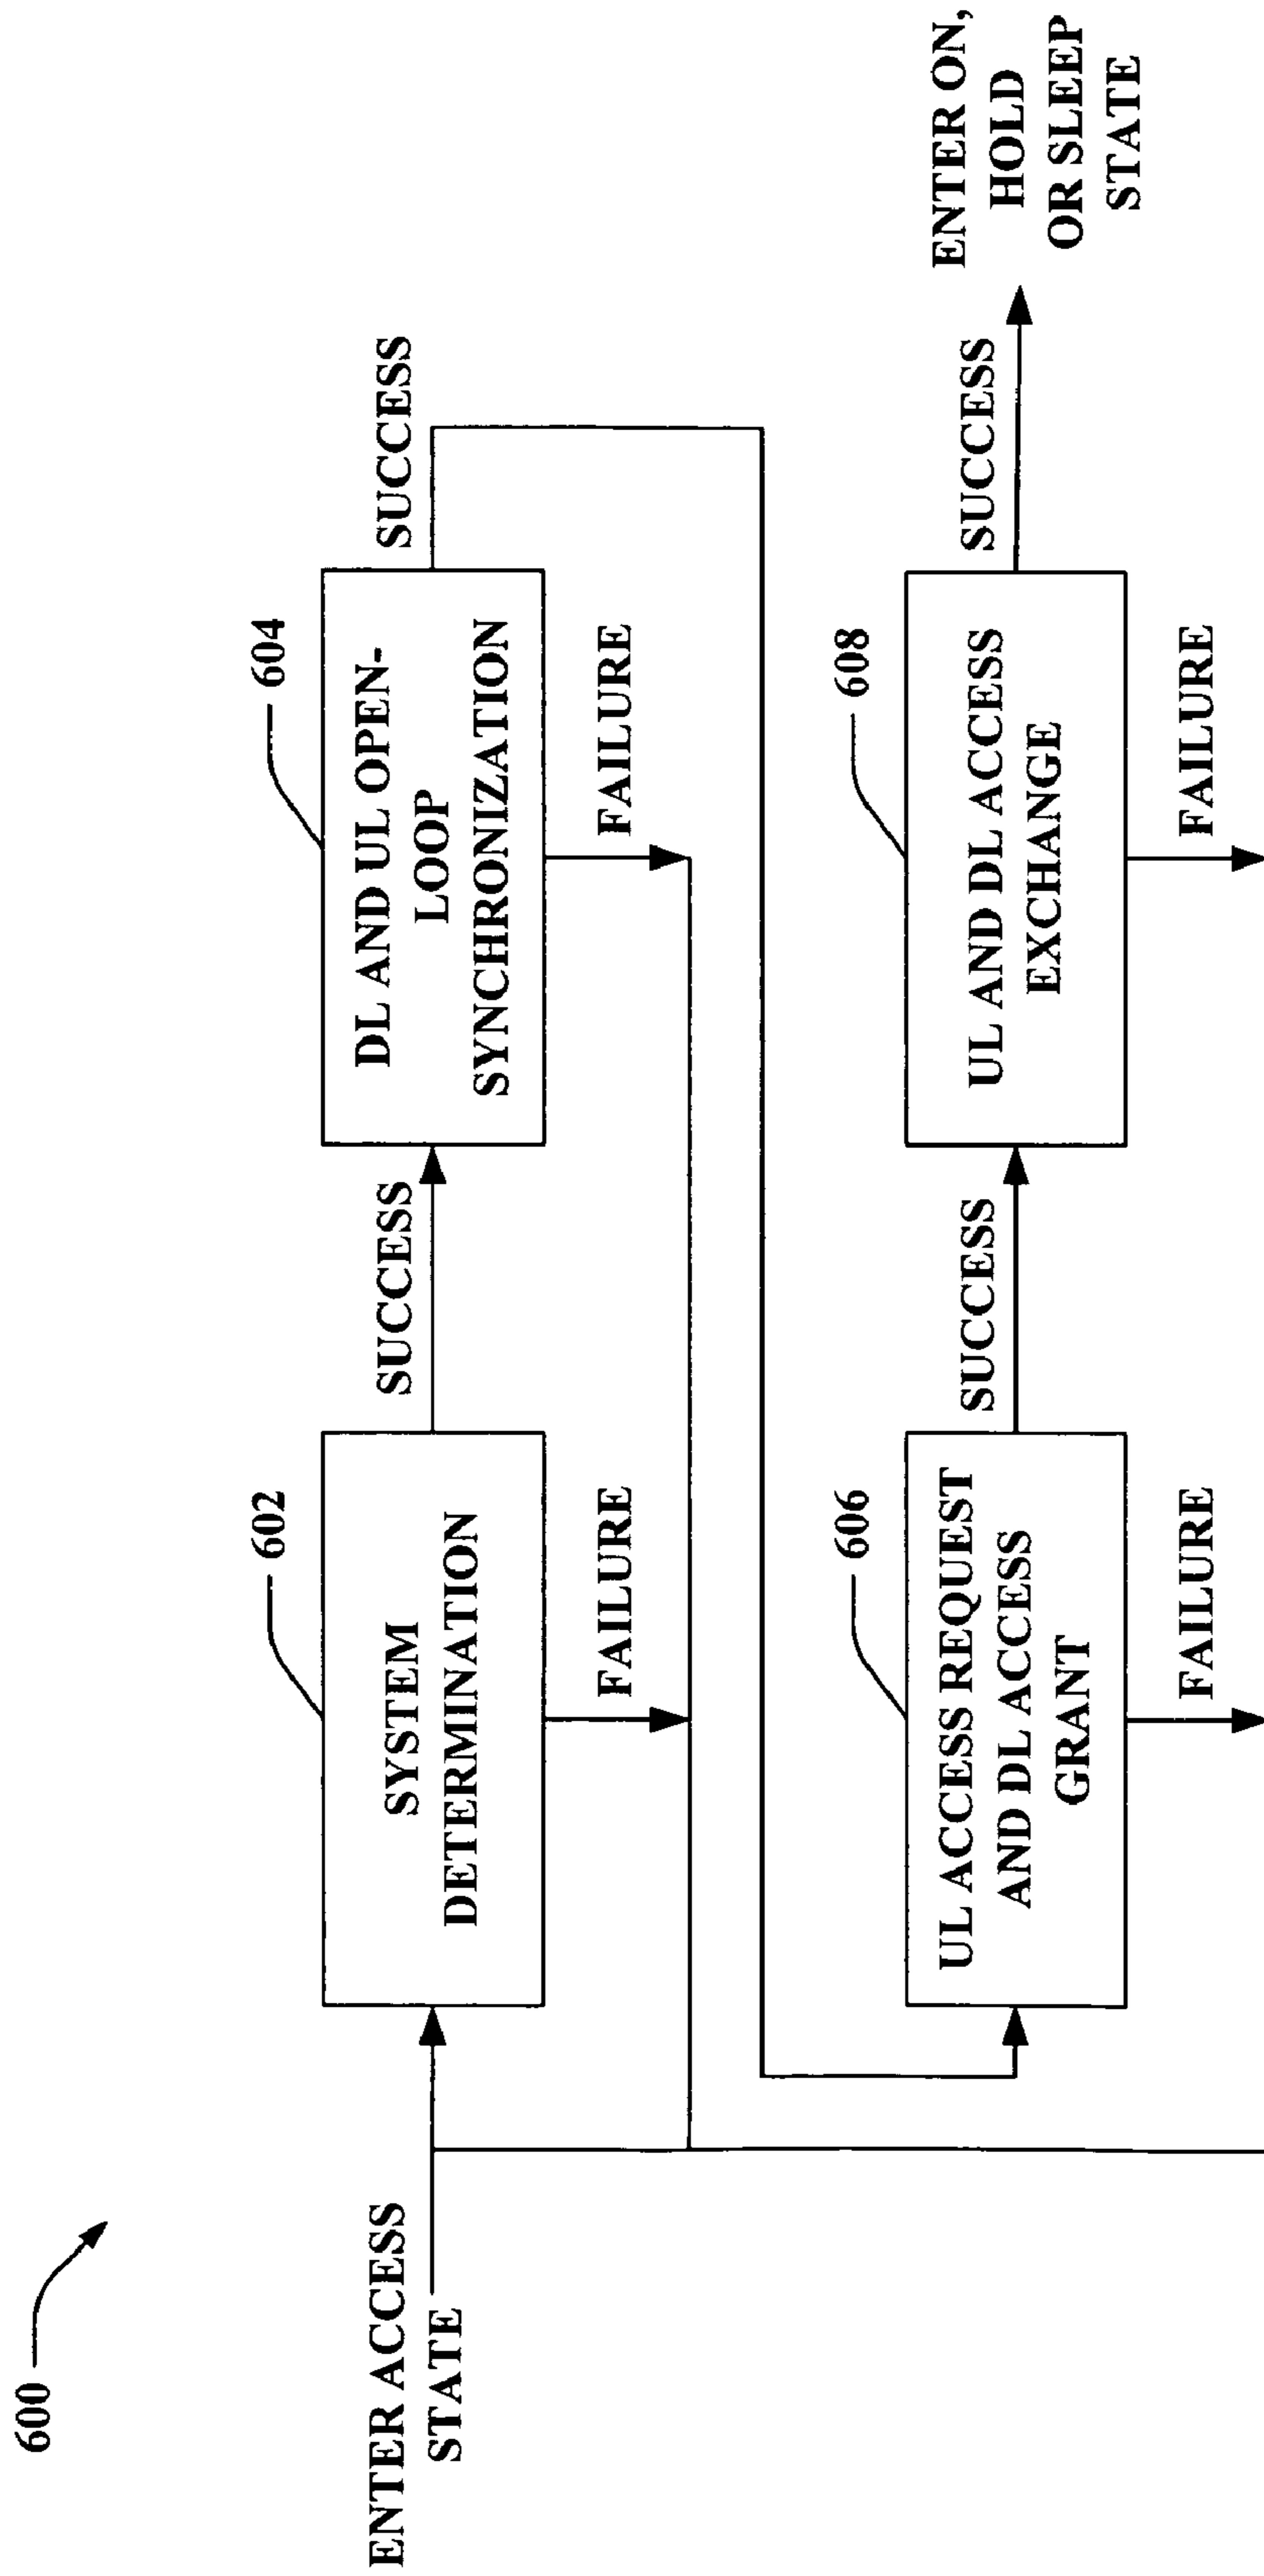 600
ENTER ACCESS
STATE
602
SYSTEM
DETERMINATION
SUCCESS
FAILURE
604
DL AND UL OPEN-
LOOP
SYNCHRONIZATION
SUCCESS
FAILURE
606
UL ACCESS REQUEST
AND DL ACCESS
GRANT
SUCCESS
FAILURE
608
UL AND DL ACCESS
EXCHANGE
SUCCESS
FAILURE
ENTER ON,
HOLD
OR SLEEP
STATE